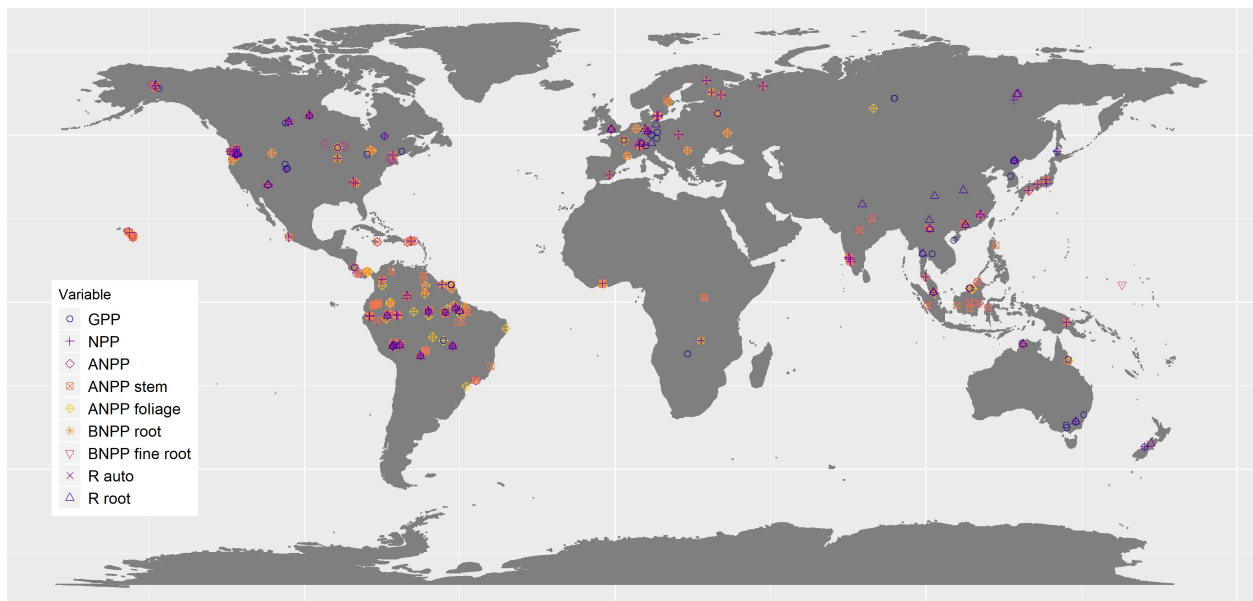 Variable
GPP
NPP
ANPP
ANPP stem
ANPP foliage
BNPP root
BNPP fine root
R auto
R root